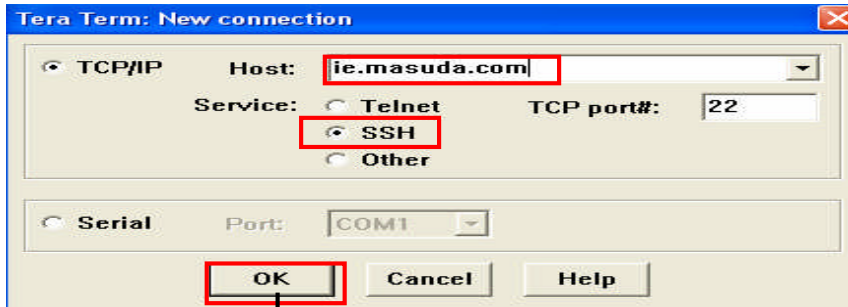 Tera Term: New connection
TCP/IP Host: ie.masuda.com
Service: Telnet TCP port#: 22
SSH
Other
Serial Port: COM1
OK Cancel Help